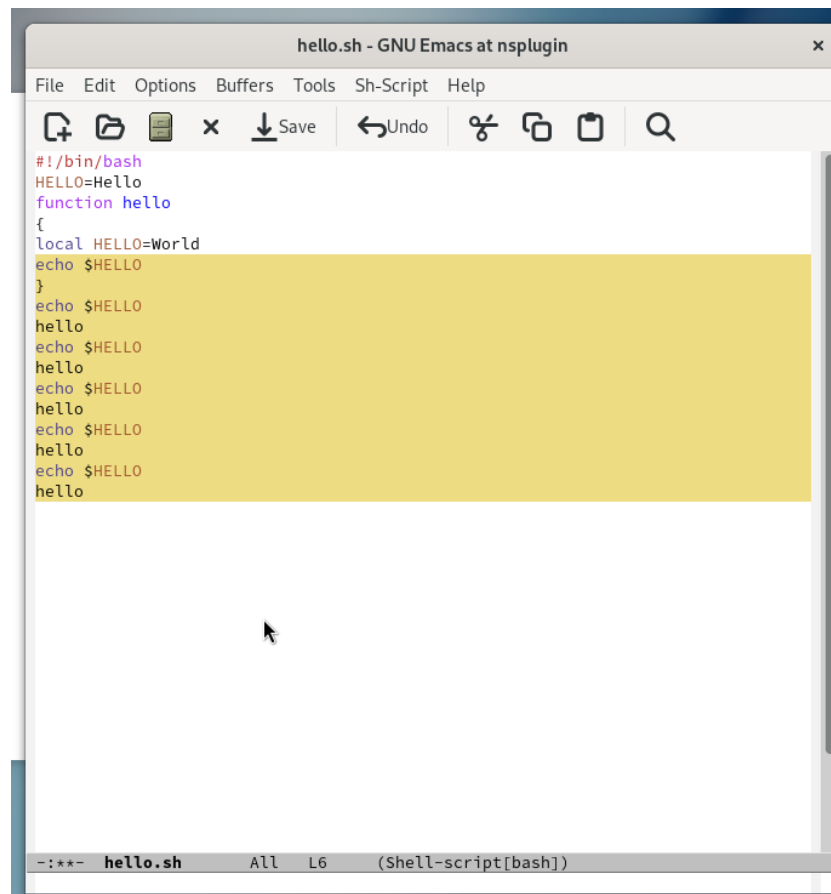 hello.sh - GNU Emacs at nsplugin
File Edit Options Buffers Tools Sh-Script Help
Save Undo
#!/bin/bash
HELLO=Hello
function hello
{
local HELLO=World
echo $HELLO
}
echo $HELLO
hello
echo $HELLO
hello
echo $HELLO
hello
echo $HELLO
hello
echo $HELLO
hello
-:**- hello.sh All L6 (Shell-script[bash])